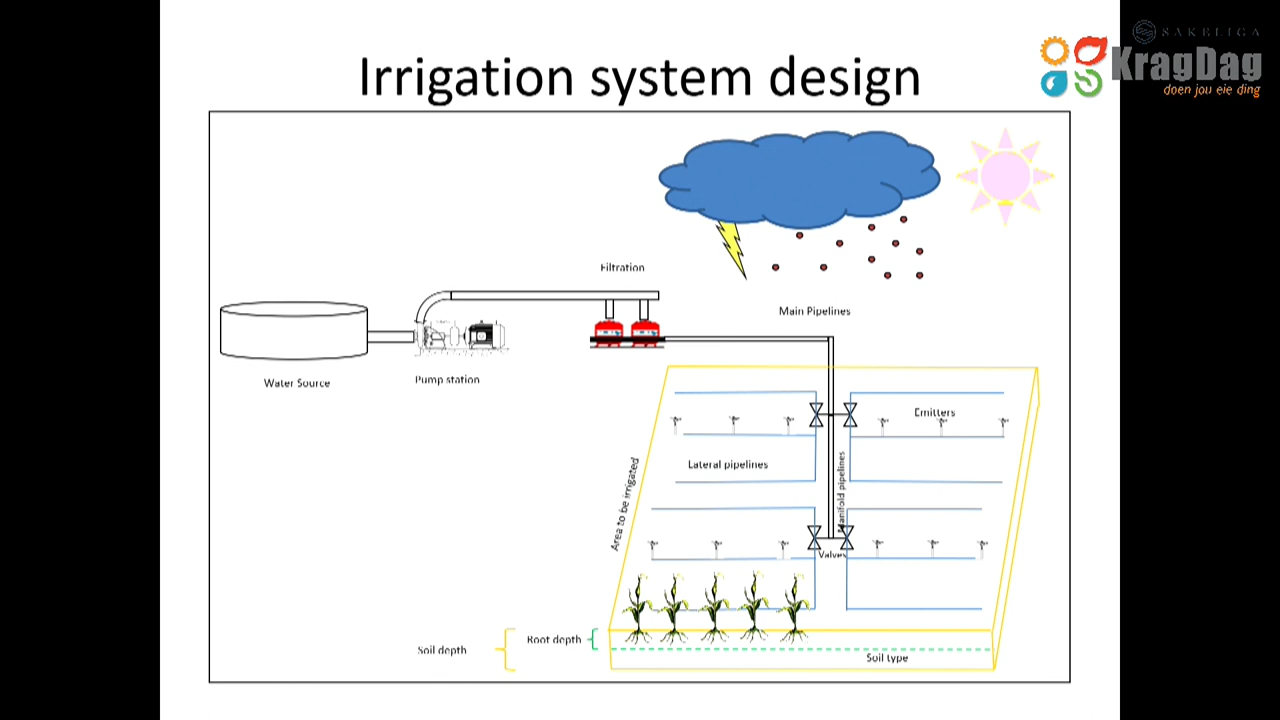 SAKELIGA
KragDag
doen jou eie ding
Irrigation system design
Filtration
Main Pipelines
Water Source
Pump station
Emitters
Lateral pipelines
Manifold pipelines
Area to be irrigated
Valves
Root depth
Soil depth
Soil type